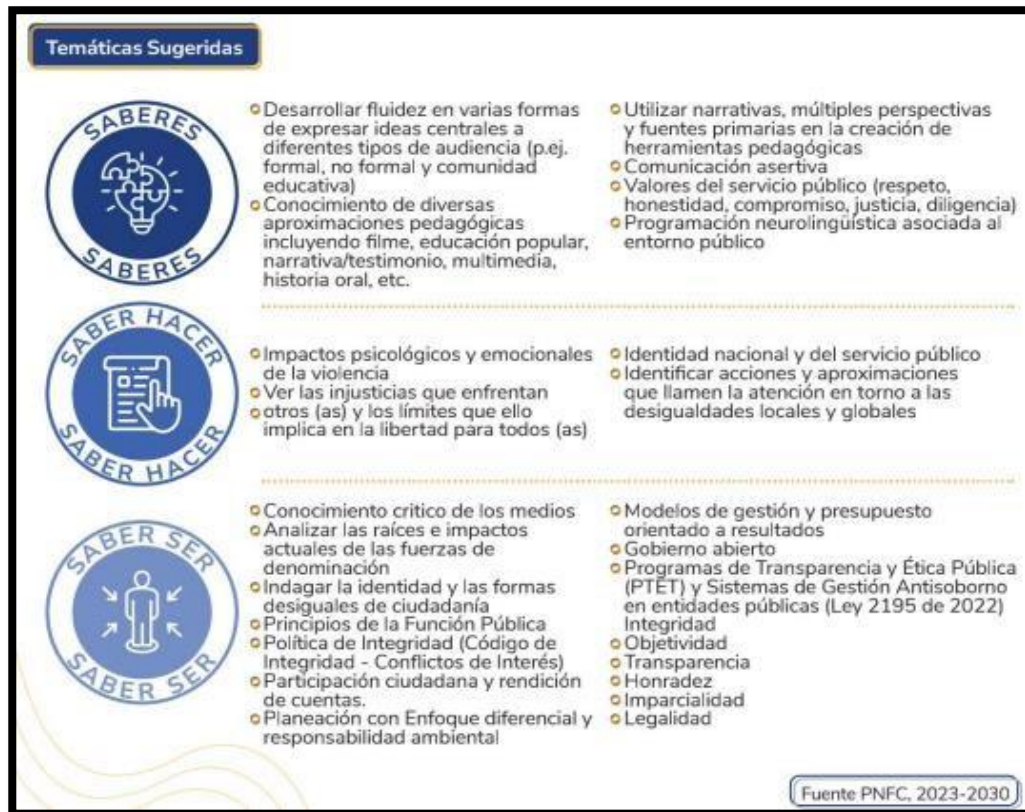 Temáticas Sugeridas
SABERES
SABERES
Desarrollar fluidez en varias formas
de expresar ideas centrales a
diferentes tipos de audiencia (p.ej.
formal, no formal y comunidad
educativa)
Conocimiento de diversas
aproximaciones pedagógicas
incluyendo filme, educación popular,
narrativa/testimonio, multimedia,
historia oral, etc.
Utilizar narrativas, múltiples perspectivas
y fuentes primarias en la creación de
herramientas pedagógicas
Comunicación asertiva
Valores del servicio público (respeto,
honestidad, compromiso, justicia, diligencia)
Programación neurolingüística asociada al
entorno público
SABER HACER
SABER HACER
Impactos psicológicos y emocionales
de la violencia
Ver las injusticias que enfrentan
otros (as) y los límites que ello
implica en la libertad para todos (as)
Identidad nacional y del servicio público
Identificar acciones y aproximaciones
que llamen la atención en torno a las
desigualdades locales y globales
SABER SER
SABER SER
Conocimiento critico de los medios
Analizar las raíces e impactos
actuales de las fuerzas de
denominación
Indagar la identidad y las formas
desiguales de ciudadanía
Principios de la Función Pública
Política de Integridad (Código de
Integridad - Conflictos de Interés)
Participación ciudadana y rendición
de cuentas.
Planeación con Enfoque diferencial y
responsabilidad ambiental
Modelos de gestión y presupuesto
orientado a resultados
Gobierno abierto
Programas de Transparencia y Ética Pública
(PTET) y Sistemas de Gestión Antisoborno
en entidades públicas (Ley 2195 de 2022)
Integridad
Objetividad
Transparencia
Honradez
Imparcialidad
Legalidad
Fuente PNFC, 2023-2030